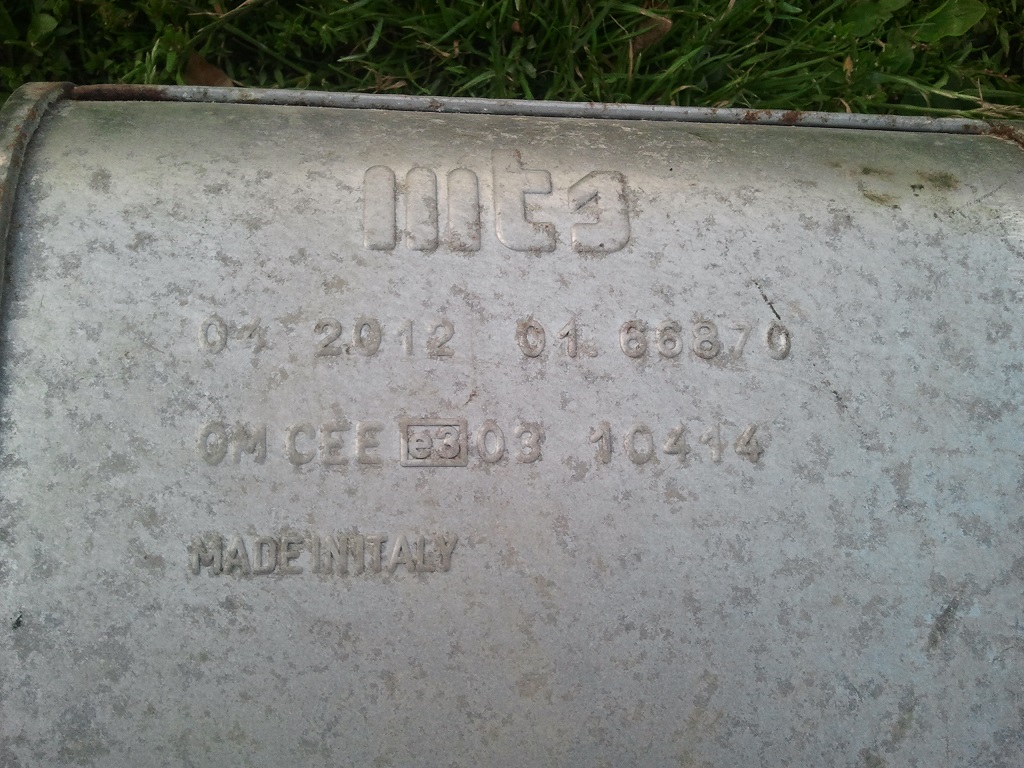 mts
04 2012 01.66870
OM CEE e3 03 10414
MADE IN ITALY